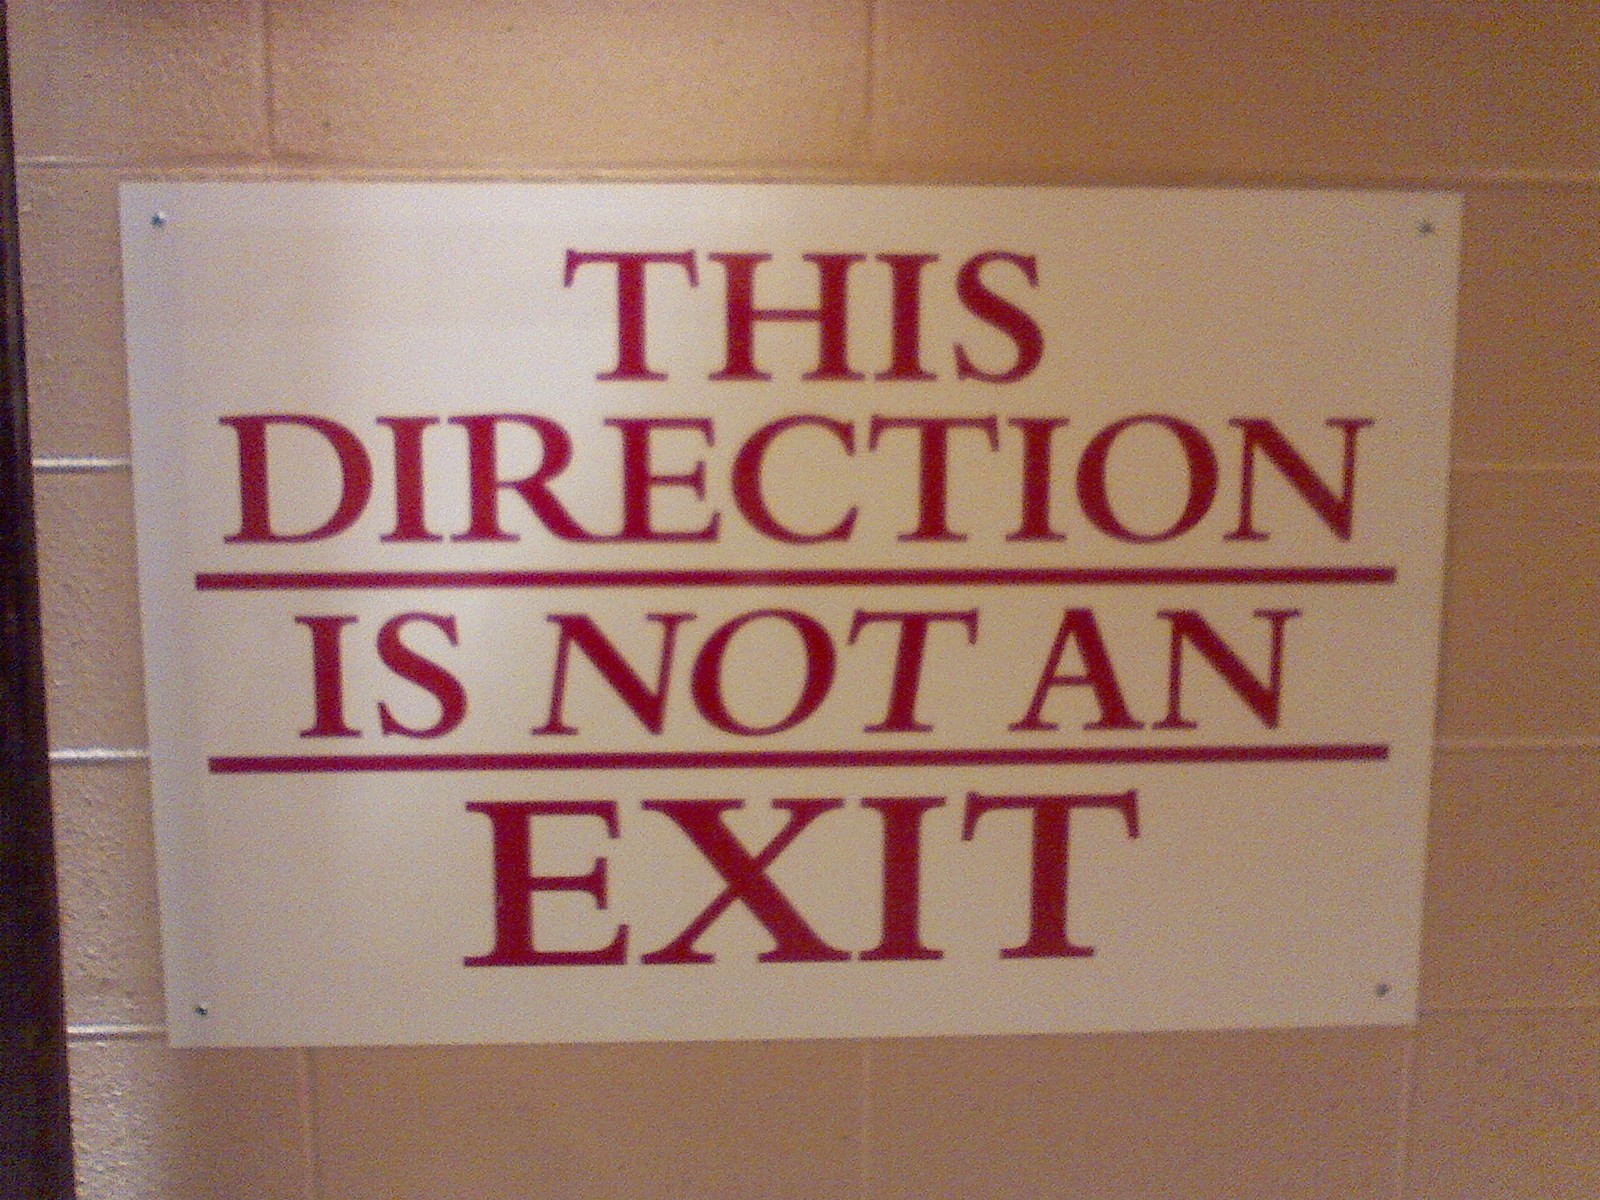 THIS
DIRECTION
IS NOT AN
EXIT